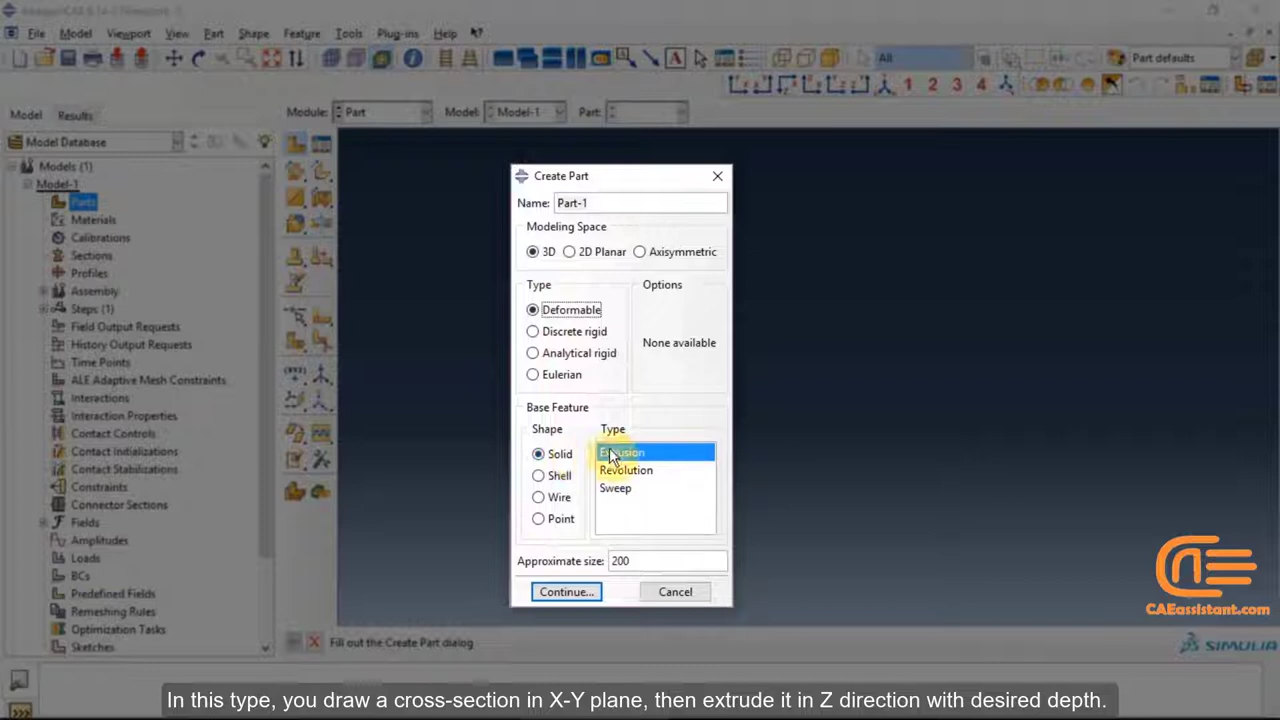 File Model Viewport View Part Shape Feature Tools Plug-ins Help
All
Part defaults
1 2 3 4
Model Results
Module: Part Model: Model-1 Part:
Model Database
Models (1)
Model-1
Parts
Materials
Calibrations
Sections
Profiles
Assembly
Steps (1)
Field Output Requests
History Output Requests
Time Points
ALE Adaptive Mesh Constraints
Interactions
Interaction Properties
Contact Controls
Contact Initializations
Contact Stabilizations
Constraints
Connector Sections
Fields
Amplitudes
Loads
BCs
Predefined Fields
Remeshing Rules
Optimization Tasks
Sketches
Create Part
Name: Part-1
Modeling Space
3D 2D Planar Axisymmetric
Type Options
Deformable
Discrete rigid
None available
Analytical rigid
Eulerian
Base Feature
Shape Type
Solid Extrusion
Shell Revolution
Wire Sweep
Point
Approximate size: 200
Continue... Cancel
CAEassistant.com
Fill out the Create Part dialog
SIMULIA
In this type, you draw a cross-section in X-Y plane, then extrude it in Z direction with desired depth.